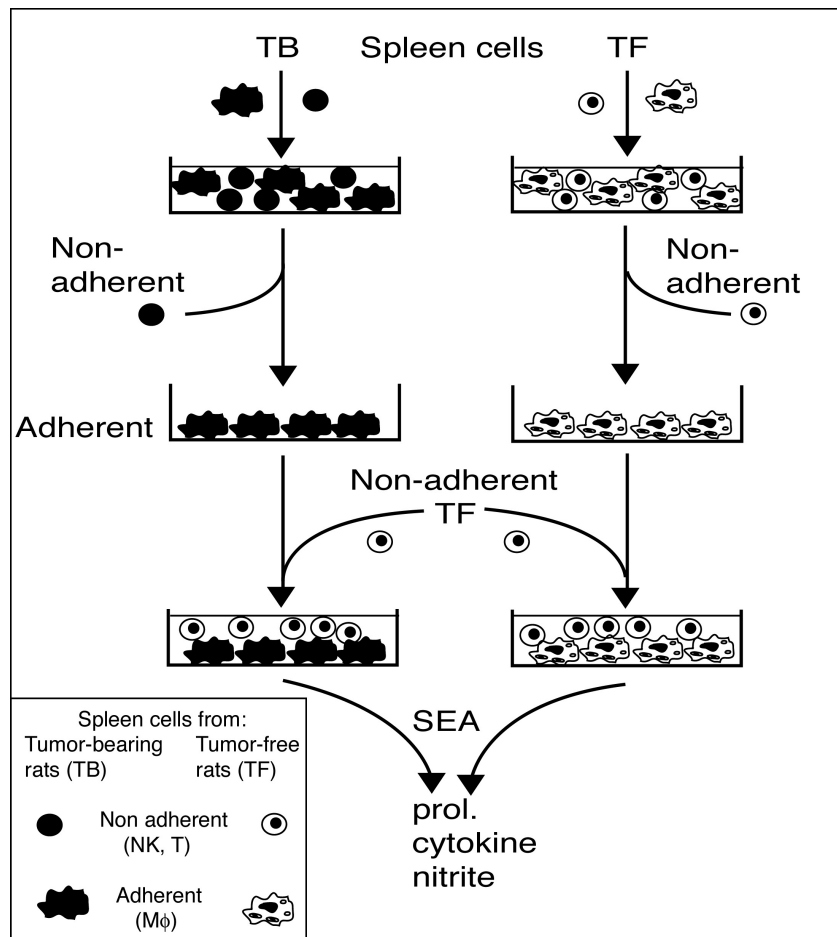 TB Spleen cells TF
Non-
adherent
Non-
adherent
Adherent
Non-adherent
TF
SEA
prol.
cytokine
nitrite
Spleen cells from:
Tumor-bearing
rats (TB)
Tumor-free
rats (TF)
Non adherent
(NK, T)
Adherent
(Mϕ)